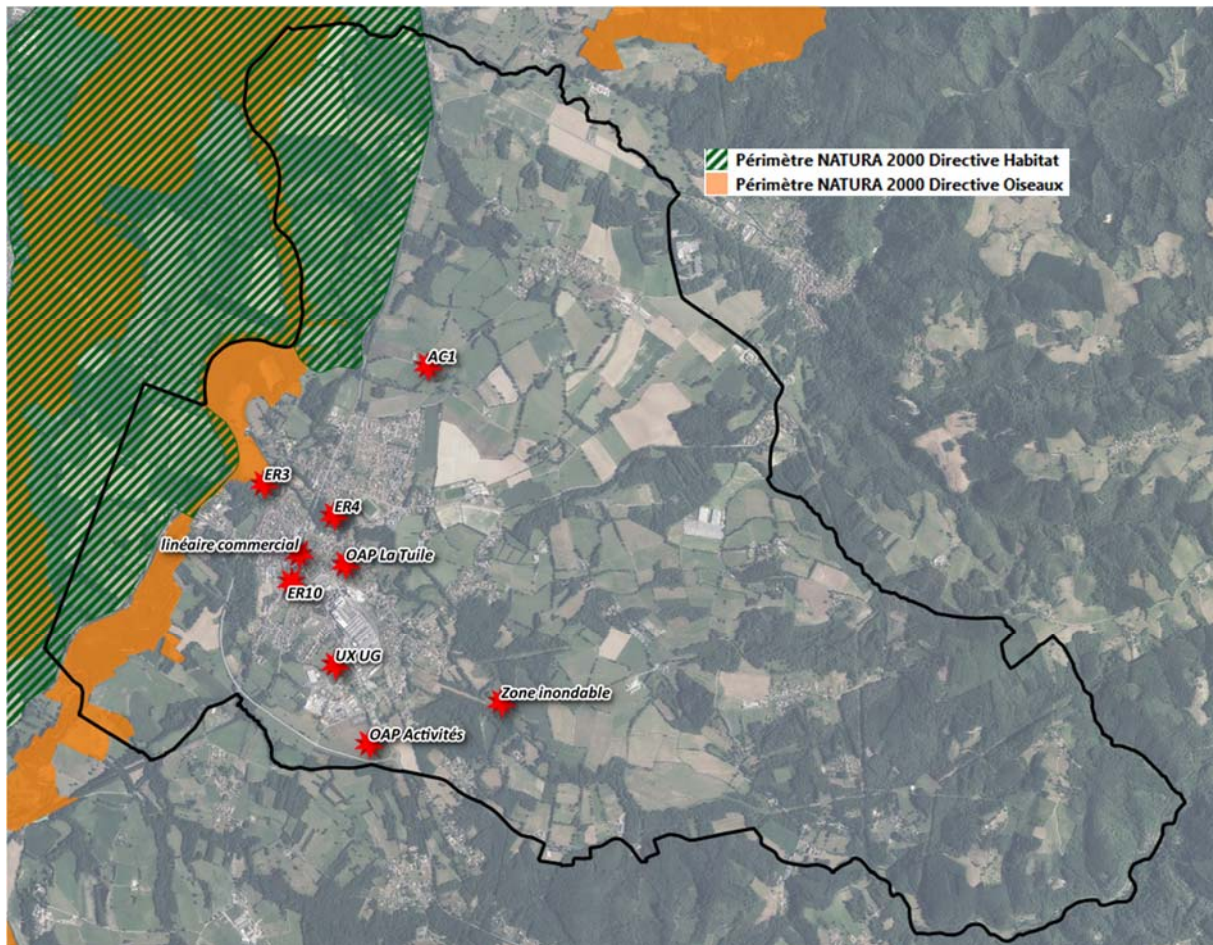 Périmètre NATURA 2000 Directive Habitat
Périmètre NATURA 2000 Directive Oiseaux
AC1
ER3
ER4
linéaire commercial
OAP La Tuile
ER10
UX UG
Zone inondable
OAP Activités